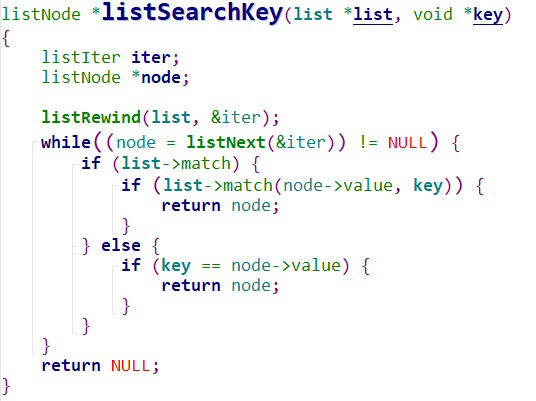 listNode *listSearchKey(list *list, void *key)
{
    listIter iter;
    listNode *node;

    listRewind(list, &iter);
    while((node = listNext(&iter)) != NULL) {
        if (list->match) {
            if (list->match(node->value, key)) {
                return node;
            }
        } else {
            if (key == node->value) {
                return node;
            }
        }
    }
    return NULL;
}